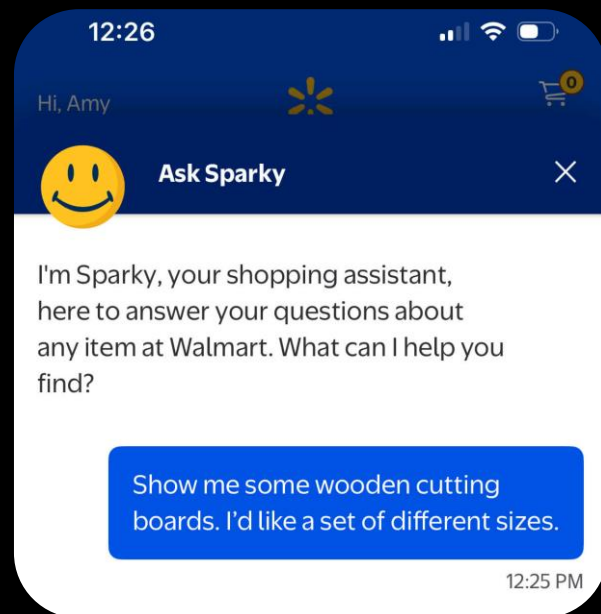 12:26
Hi, Amy
0
Ask Sparky
I'm Sparky, your shopping assistant,
here to answer your questions about
any item at Walmart. What can I help you
find?
Show me some wooden cutting
boards. I’d like a set of different sizes.
12:25 PM